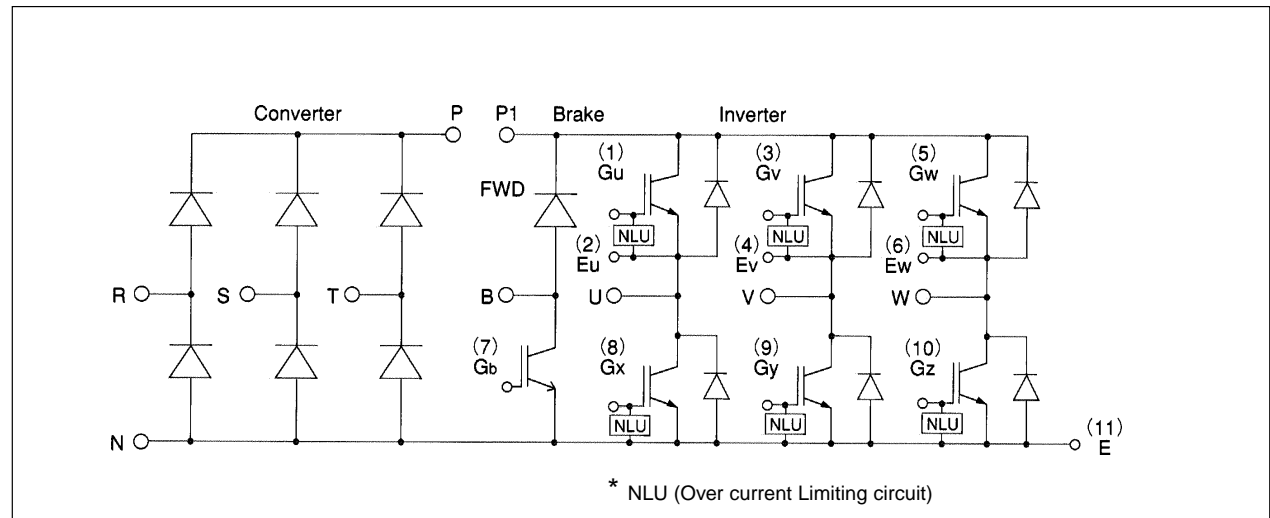 Converter P P1 Brake Inverter
(1) (3) (5)
Gu Gv Gw
FWD
NLU NLU NLU
(2) (4) (6)
Eu Ev Ew
R S T B U V W
(7) (8) (9) (10)
Gb Gx Gy Gz
NLU NLU NLU
(11)
N E
* NLU (Over current Limiting circuit)